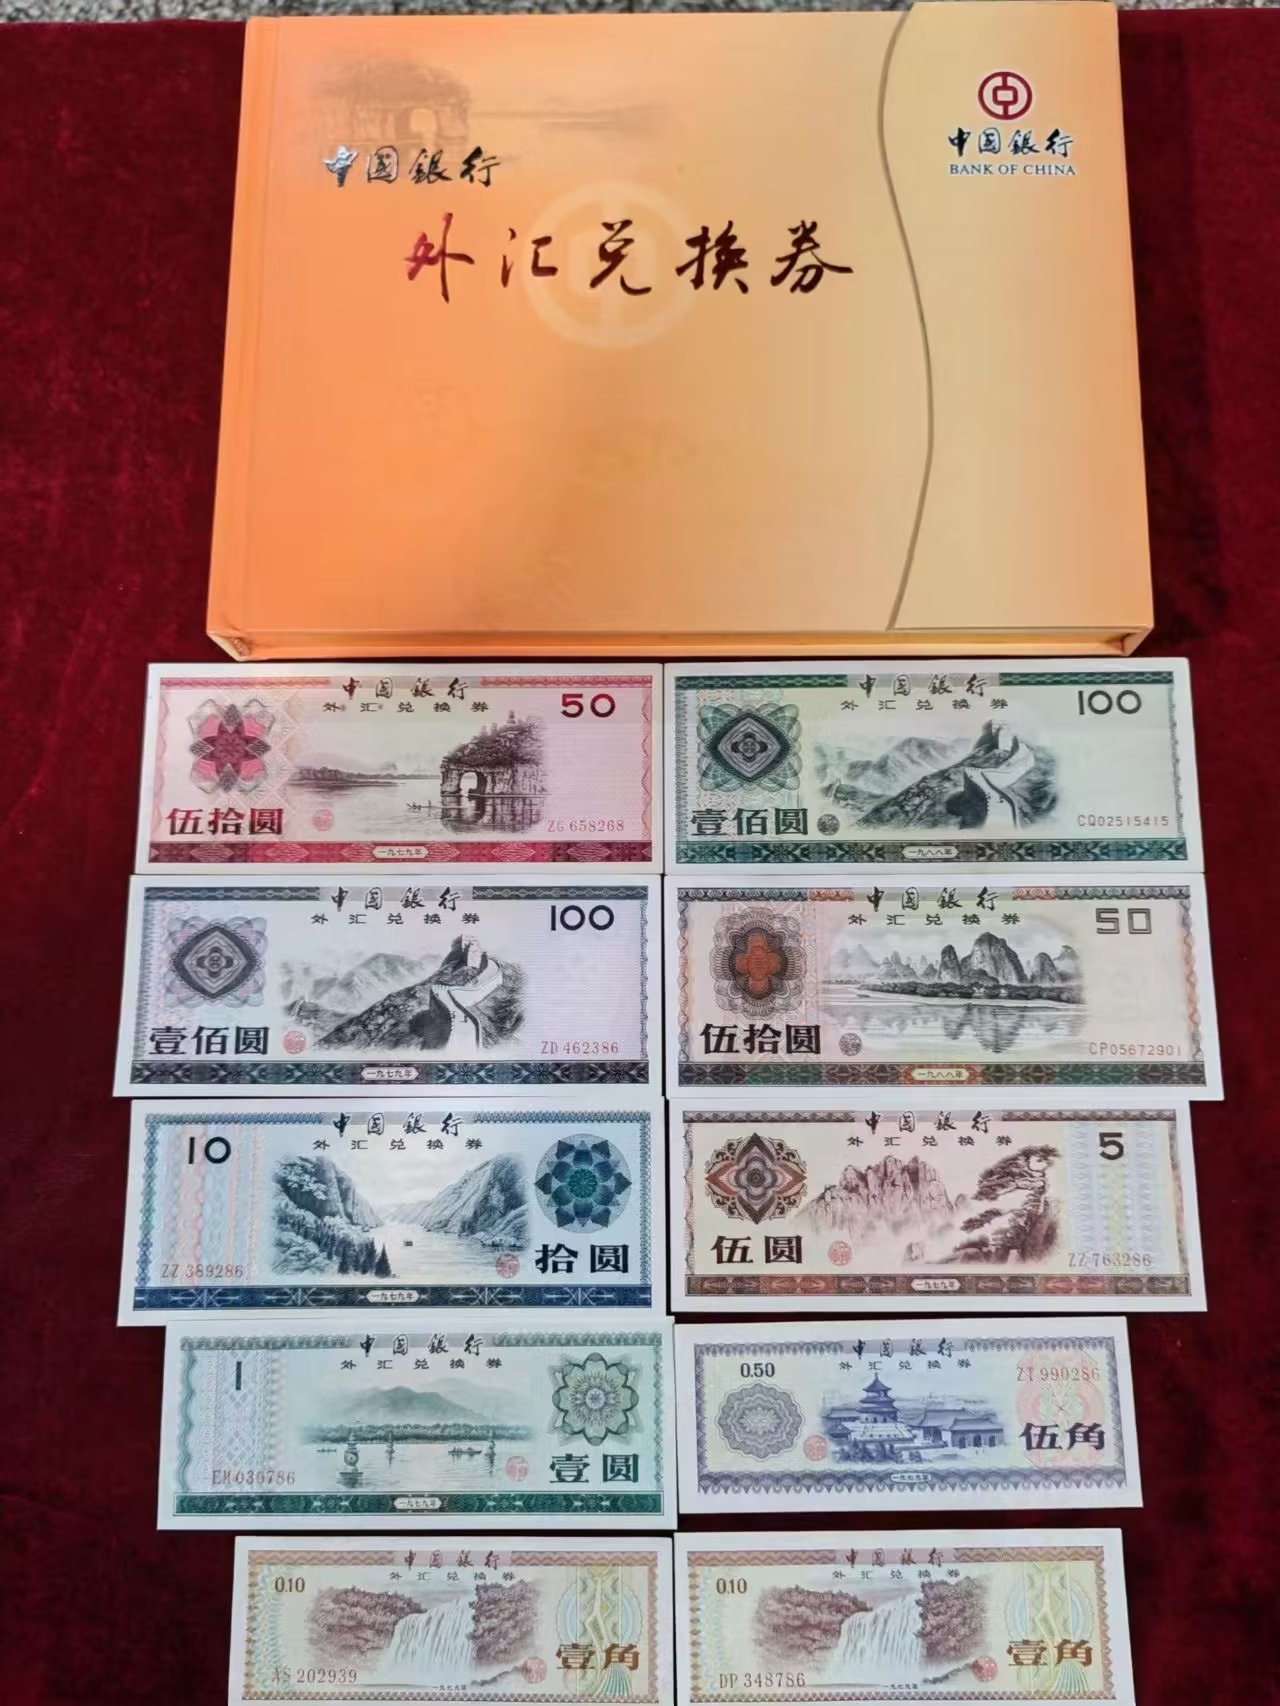 中国銀行
BANK OF CHINA
中国銀行
外汇兑换券
中国銀行
外汇兑换券
50
伍拾圆
ZG 658268
一九七九年
中国銀行
外汇兑换券
100
壹佰圆
CQ02515415
一九八八年
中国銀行
外汇兑换券
100
壹佰圆
ZD 462386
一九七九年
中国銀行
外汇兑换券
50
伍拾圆
CP05672901
一九八八年
中国銀行
外汇兑换券
10
ZZ 389286
拾圆
一九七九年
中国銀行
外汇兑换券
5
伍圆
ZZ 763286
一九七九年
中国銀行
外汇兑换券
1
EM 030786
壹圆
一九七九年
中国銀行
外汇兑换券
0.50
ZT 990286
伍角
一九七九年
中国銀行
外汇兑换券
0.10
壹角
AS 202939
一九七九年
中国銀行
外汇兑换券
0.10
壹角
DP 348786
一九七九年